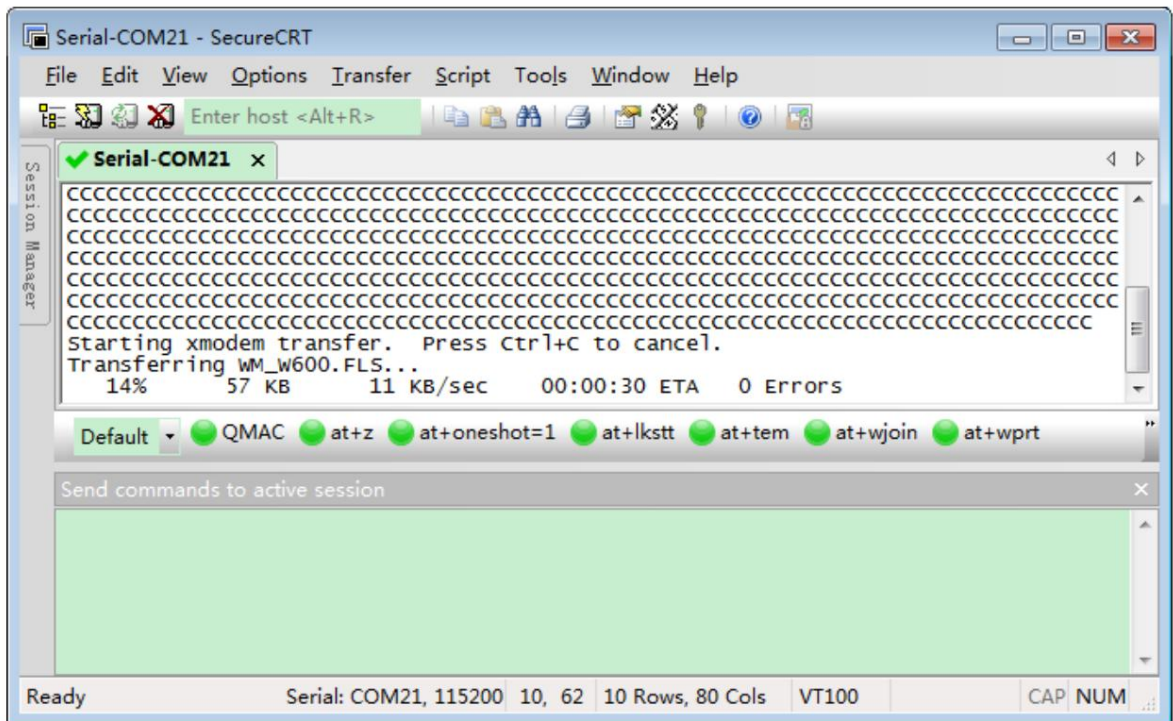 Serial-COM21 - SecureCRT
File Edit View Options Transfer Script Tools Window Help
Enter host <Alt+R>
Session Manager
Serial-COM21 x
CCCCCCCCCCCCCCCCCCCCCCCCCCCCCCCCCCCCCCCCCCCCCCCCCCCCCCCCCCCCCCCCCCCCCCCCCCCCCCCC
CCCCCCCCCCCCCCCCCCCCCCCCCCCCCCCCCCCCCCCCCCCCCCCCCCCCCCCCCCCCCCCCCCCCCCCCCCCCCCCC
CCCCCCCCCCCCCCCCCCCCCCCCCCCCCCCCCCCCCCCCCCCCCCCCCCCCCCCCCCCCCCCCCCCCCCCCCCCCCCCC
CCCCCCCCCCCCCCCCCCCCCCCCCCCCCCCCCCCCCCCCCCCCCCCCCCCCCCCCCCCCCCCCCCCCCCCCCCCCCCCC
CCCCCCCCCCCCCCCCCCCCCCCCCCCCCCCCCCCCCCCCCCCCCCCCCCCCCCCCCCCCCCCCCCCCCCCCCCCCCCCC
CCCCCCCCCCCCCCCCCCCCCCCCCCCCCCCCCCCCCCCCCCCCCCCCCCCCCCCCCCCCCCCCCCCCCCCCCCCCCCCC
CCCCCCCCCCCCCCCCCCCCCCCCCCCCCCCCCCCCCCCCCCCCCCCCCCCCCCCCCCCCCCCCCCCCCCCCCCCCCC
Starting xmodem transfer.  Press Ctrl+C to cancel.
Transferring WM_W600.FLS...
14% 57 KB 11 KB/sec 00:00:30 ETA 0 Errors
Default QMAC at+z at+oneshot=1 at+lkstt at+tem at+wjoin at+wprt
Send commands to active session
Ready Serial: COM21, 115200 10, 62 10 Rows, 80 Cols VT100 CAP NUM